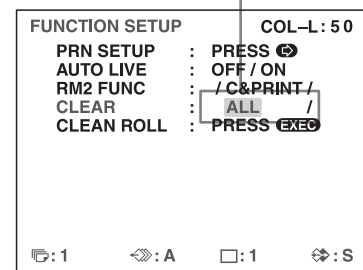 FUNCTION SETUP COL–L:50
PRN SETUP : PRESS
AUTO LIVE : OFF / ON
RM2 FUNC : / C&PRINT /
CLEAR : ALL /
CLEAN ROLL : PRESS EXEC
:1 :A :1 :S